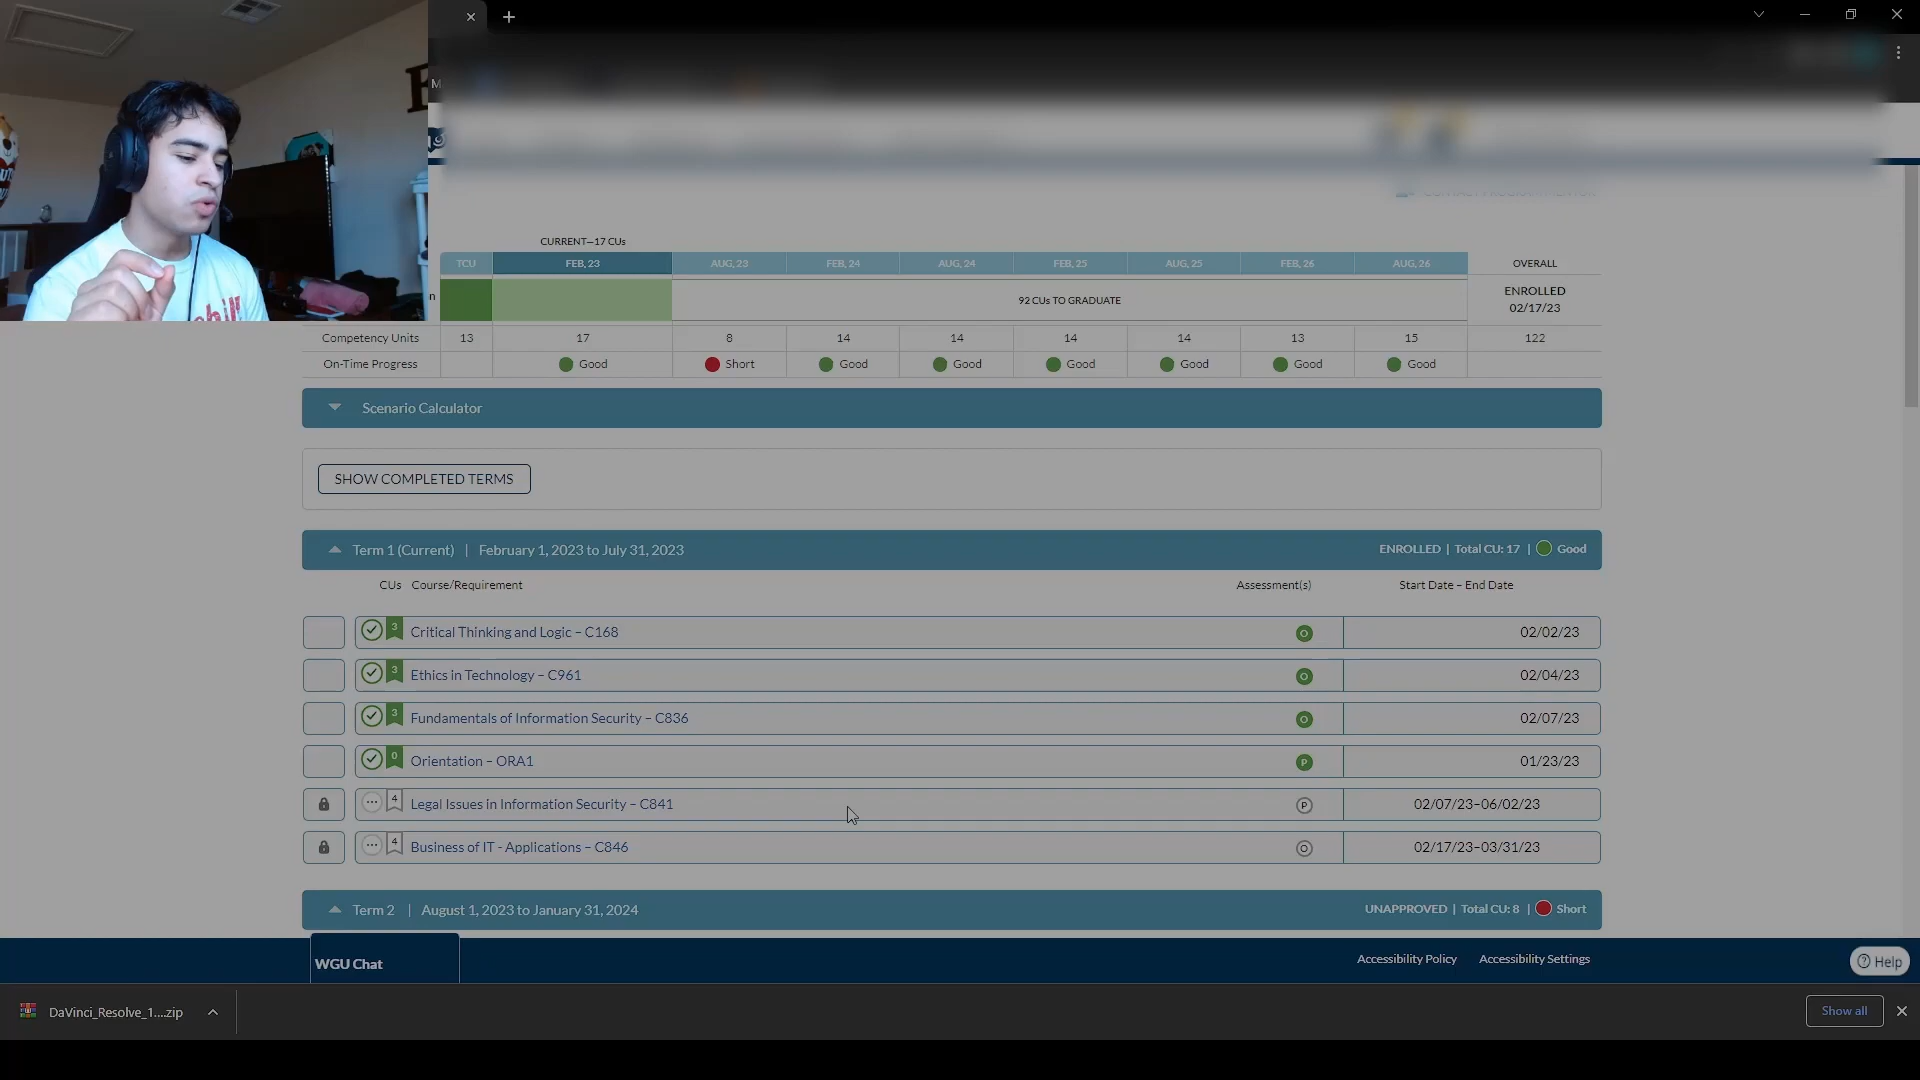 M
CURRENT—17 CUs
TCU FEB, 23 AUG, 23 FEB, 24 AUG, 24 FEB, 25 AUG, 25 FEB, 26 AUG, 26 OVERALL
n 92 CUs TO GRADUATE ENROLLED
02/17/23
Competency Units 13 17 8 14 14 14 14 13 15 122
On-Time Progress Good Short Good Good Good Good Good Good
Scenario Calculator
SHOW COMPLETED TERMS
Term 1 (Current) | February 1, 2023 to July 31, 2023 ENROLLED | Total CU: 17 | Good
CUs Course/Requirement Assessment(s) Start Date – End Date
3 Critical Thinking and Logic – C168 O 02/02/23
3 Ethics in Technology – C961 O 02/04/23
3 Fundamentals of Information Security – C836 O 02/07/23
0 Orientation – ORA1 P 01/23/23
4 Legal Issues in Information Security – C841 P 02/07/23–06/02/23
4 Business of IT - Applications – C846 O 02/17/23–03/31/23
Term 2 | August 1, 2023 to January 31, 2024 UNAPPROVED | Total CU: 8 | Short
WGU Chat Accessibility Policy Accessibility Settings Help
DaVinci_Resolve_1....zip Show all